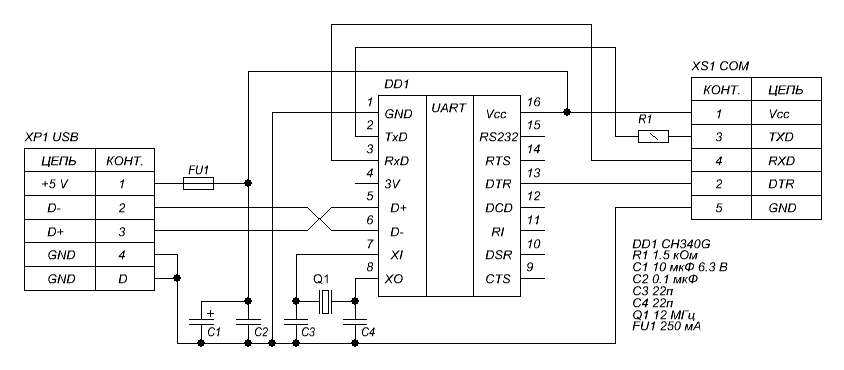 XP1 USB
ЦЕПЬ КОНТ.
+5 V 1
D- 2
D+ 3
GND 4
GND D
FU1
C1
+
C2
C3
C4
Q1
DD1
UART
1 GND
2 TxD
3 RxD
4 3V
5 D+
6 D-
7 XI
8 XO
Vcc 16
RS232 15
RTS 14
DTR 13
DCD 12
RI 11
DSR 10
CTS 9
R1
XS1 COM
КОНТ. ЦЕПЬ
1 Vcc
3 TXD
4 RXD
2 DTR
5 GND
DD1 CH340G
R1 1.5 кОм
C1 10 мкФ 6.3 В
C2 0.1 мкФ
C3 22п
C4 22п
Q1 12 МГц
FU1 250 мА